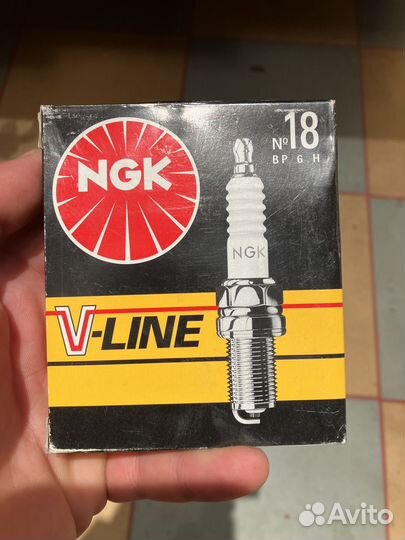 NGK
Nº18
BP 6 H
NGK
V-LINE
Avito